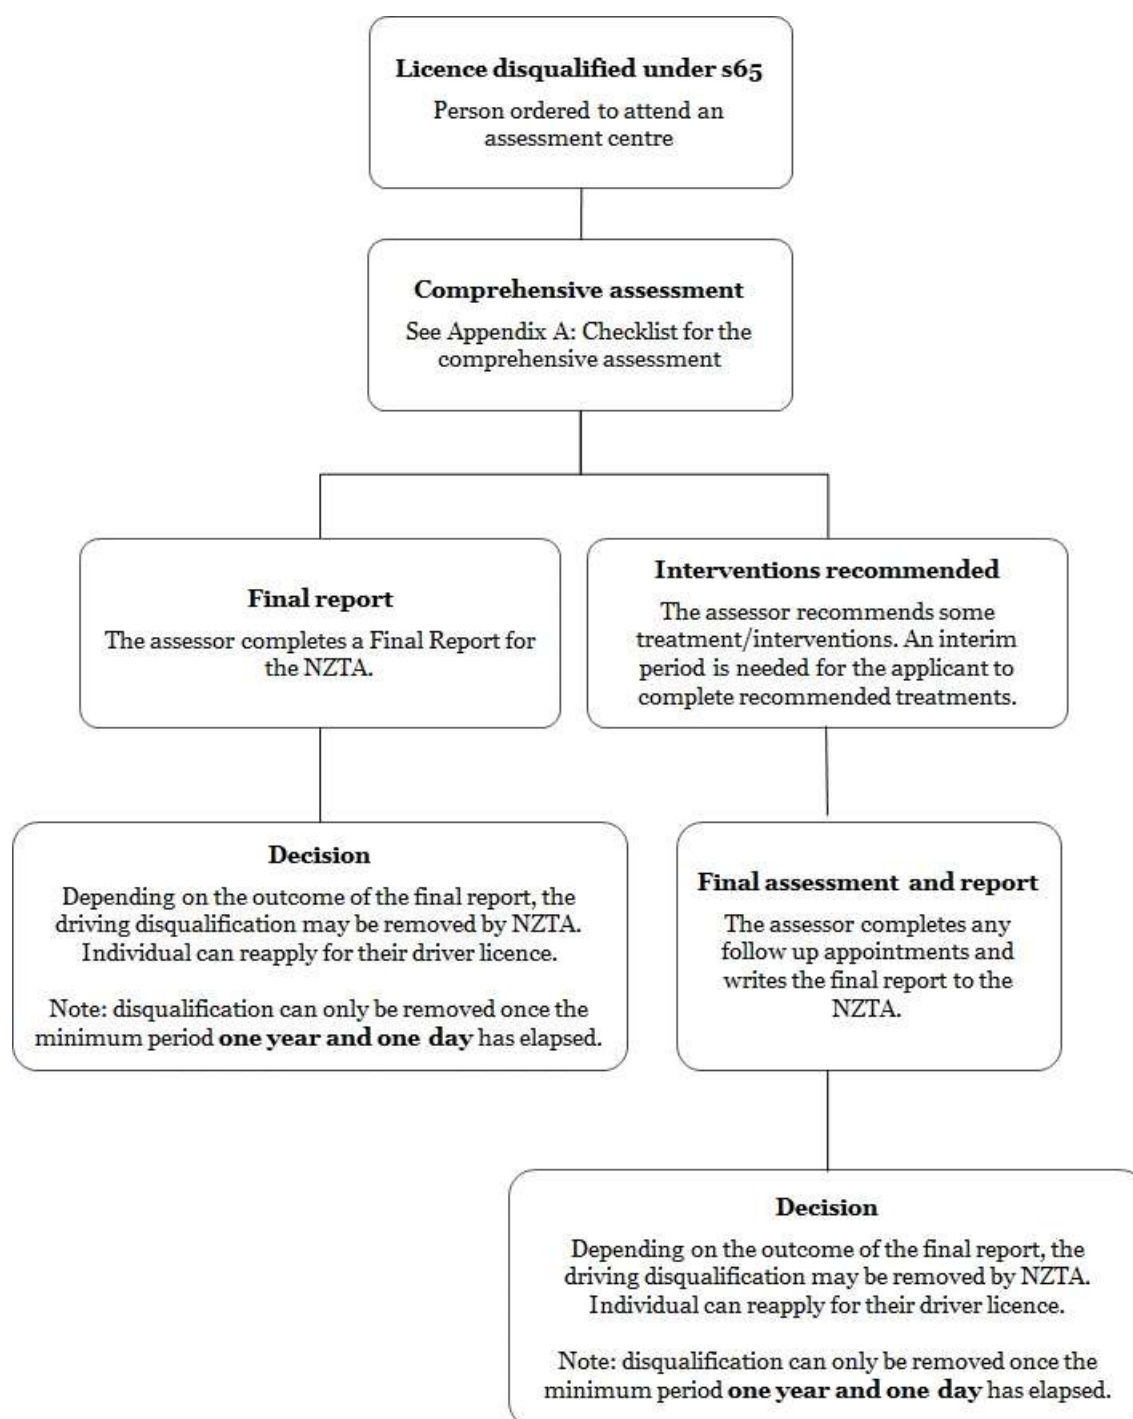 Licence disqualified under s65
Person ordered to attend an
assessment centre
Comprehensive assessment
See Appendix A: Checklist for the
comprehensive assessment
Final report
The assessor completes a Final Report for
the NZTA.
Interventions recommended
The assessor recommends some
treatment/interventions. An interim
period is needed for the applicant to
complete recommended treatments.
Decision
Depending on the outcome of the final report, the
driving disqualification may be removed by NZTA.
Individual can reapply for their driver licence.
Note: disqualification can only be removed once the
minimum period one year and one day has elapsed.
Final assessment and report
The assessor completes any
follow up appointments and
writes the final report to the
NZTA.
Decision
Depending on the outcome of the final report, the
driving disqualification may be removed by NZTA.
Individual can reapply for their driver licence.
Note: disqualification can only be removed once the
minimum period one year and one day has elapsed.